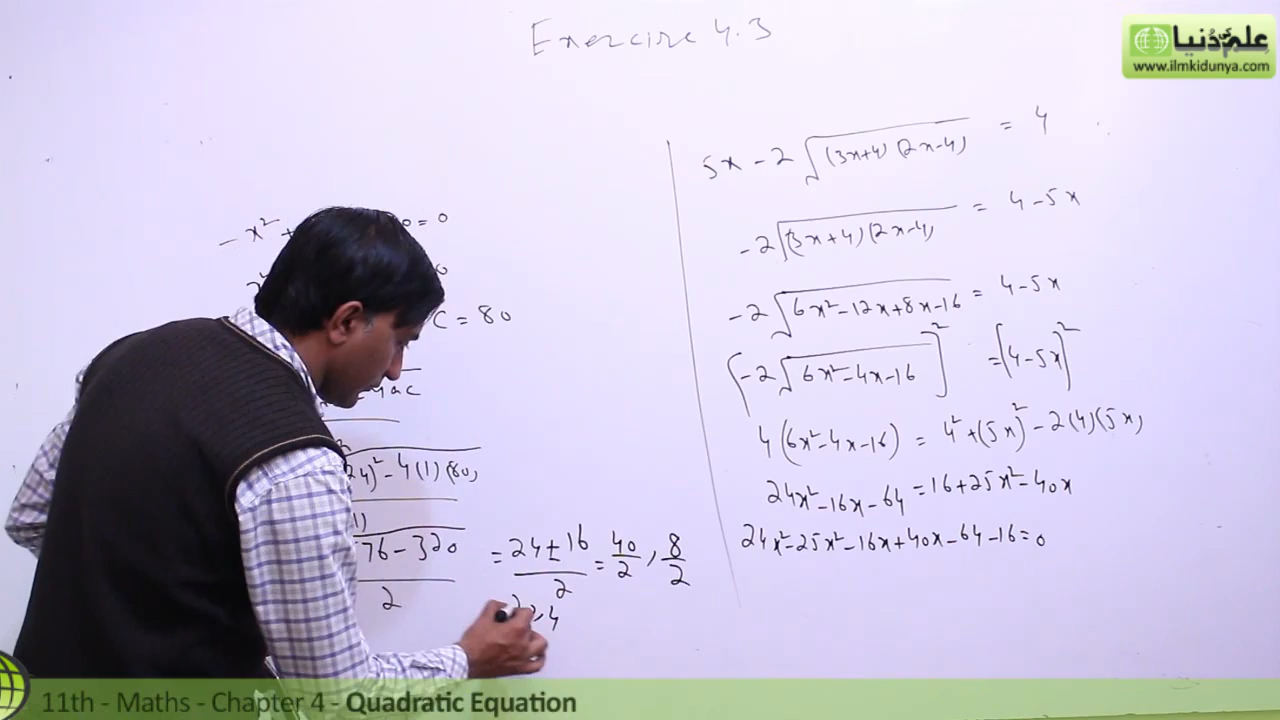 Exercise 4.3
علم کی دُنیا
www.ilmkidunya.com
5x - 2√(3x+4)(2x-4) = 4
-2√(3x+4)(2x-4) = 4-5x
-2√6x²-12x+8x-16 = 4-5x
[-2√6x²-4x-16]² = [4-5x)²
4(6x²-4x-16) = 4²+(5x)²-2(4)(5x)
24x²-16x-64 = 16+25x²-40x
24x²-25x²-16x+40x-64-16=0
-x²+ 0=0
C = 80
4ac
24)²-4(1)(80)
1)
76-320
2
= 24±16 / 2 = 40/2, 8/2
4
11th - Maths - Chapter 4 - Quadratic Equation